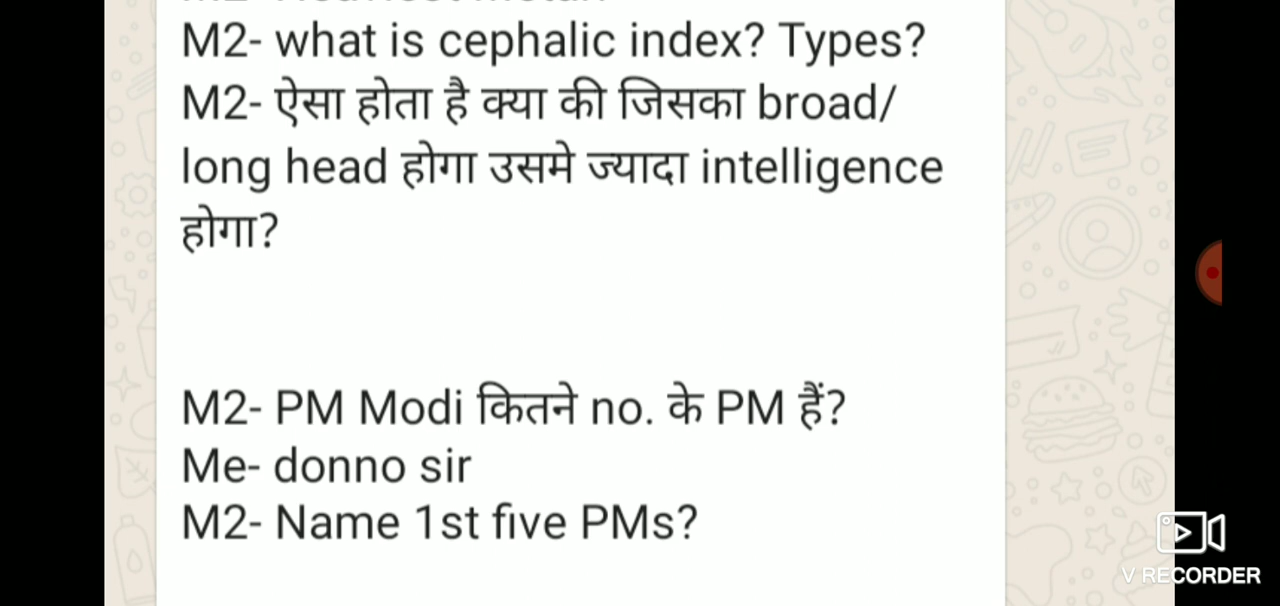 M2- what is cephalic index? Types?
M2- ऐसा होता है क्या की जिसका broad/
long head होगा उसमे ज्यादा intelligence
होगा?
M2- PM Modi कितने no. के PM हैं?
Me- donno sir
M2- Name 1st five PMs?
V RECORDER